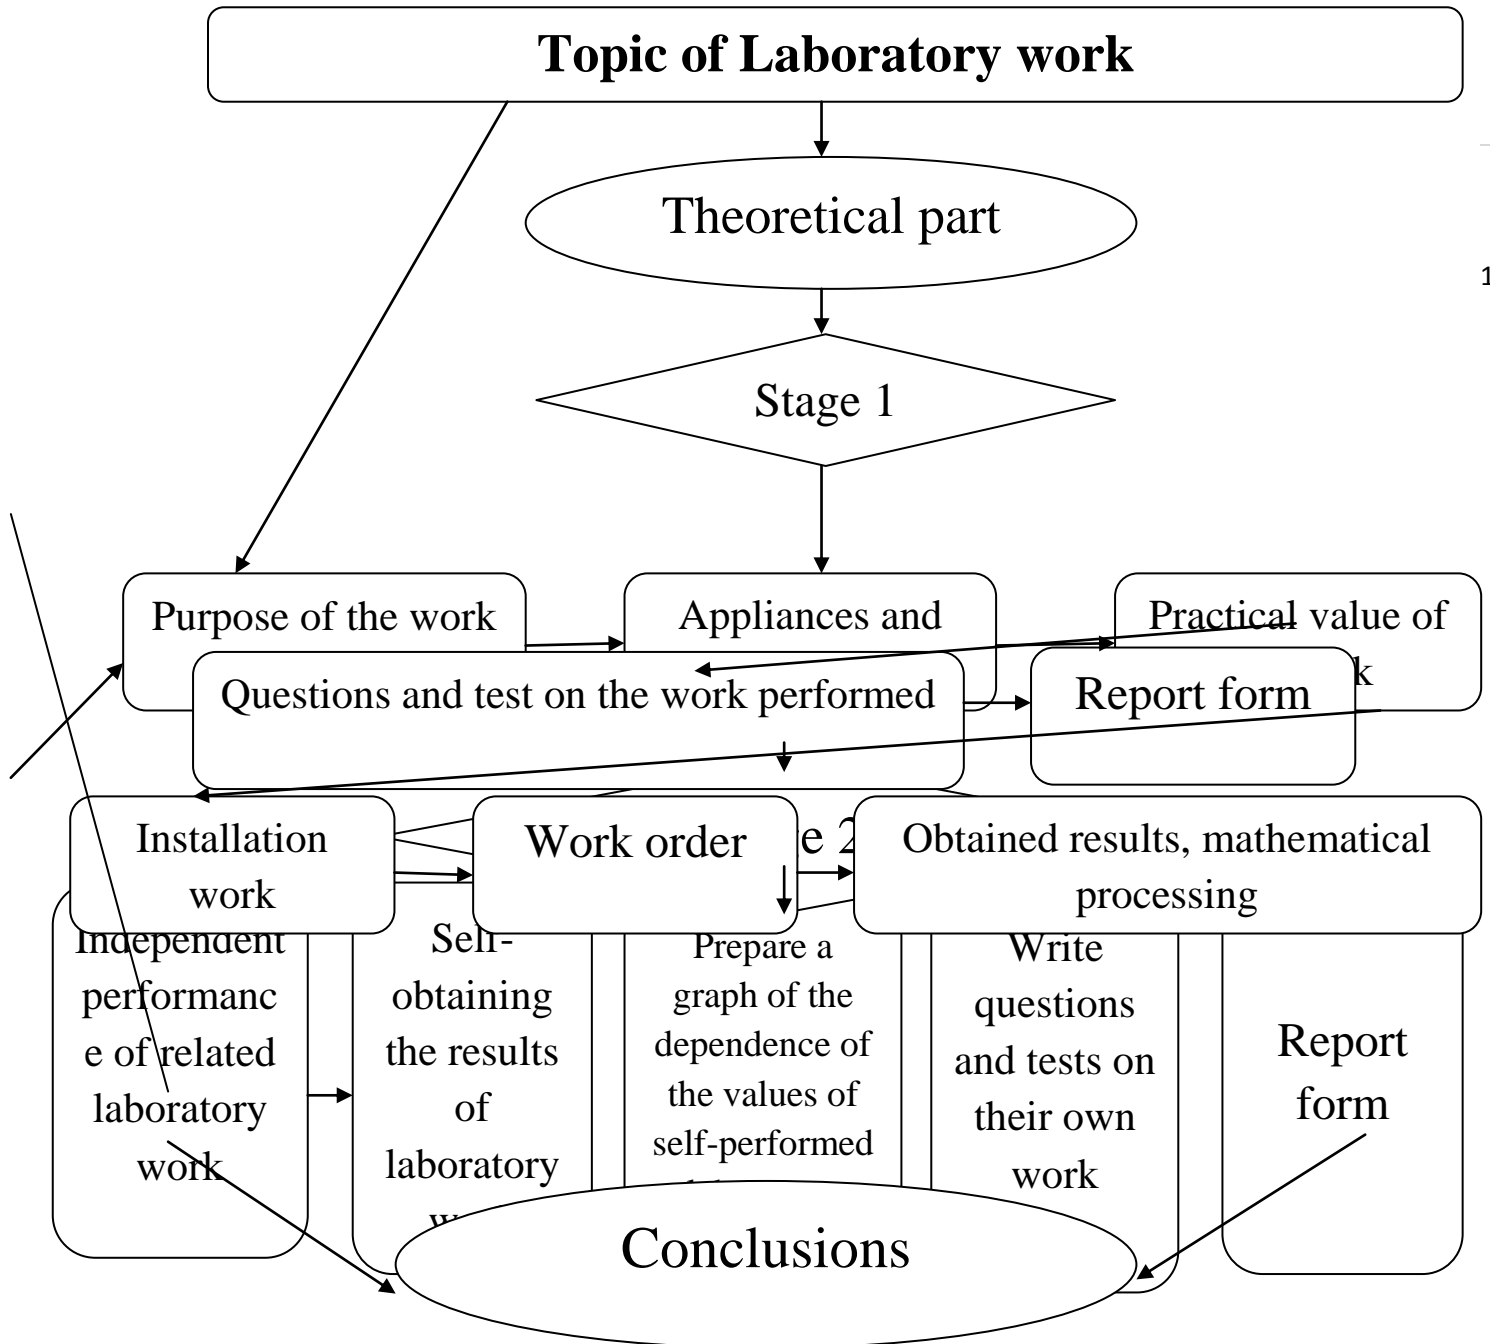 Topic of Laboratory work
Theoretical part
1
Stage 1
Purpose of the work
Appliances and
Practical value of
k
Questions and test on the work performed
Report form
Installation
work
Work order
e 2
Obtained results, mathematical
processing
Independent
performanc
e of related
laboratory
work
Self-
obtaining
the results
of
laboratory
Prepare a
graph of the
dependence of
the values of
self-performed
Write
questions
and tests on
their own
work
Report
form
Conclusions